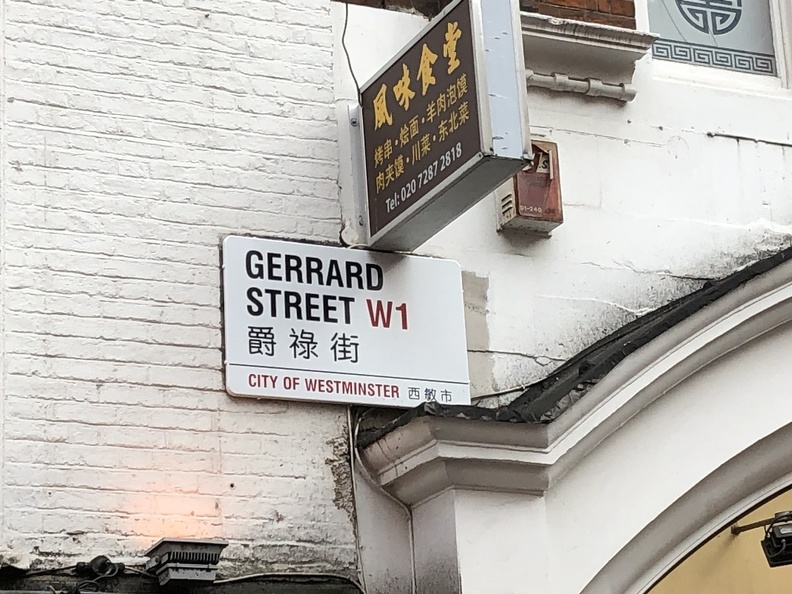 風味食堂
烤串·烩面·羊肉泡馍
肉夹馍·川菜·东北菜
Tel: 020 7287 2818
GERRARD
STREET W1
爵祿街
CITY OF WESTMINSTER 西敏市